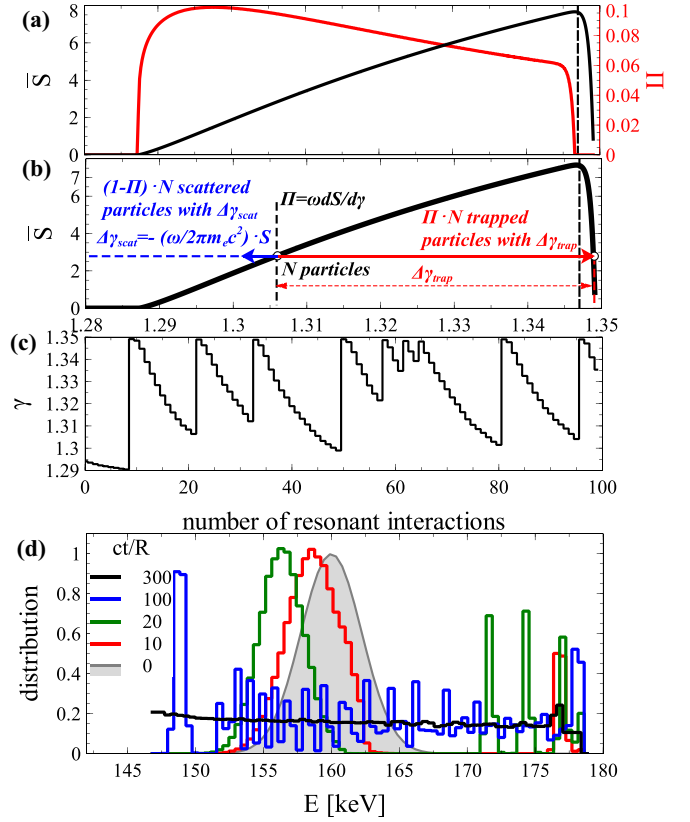 (a)
8
6
4
2
0
S̅
0.1
0.08
0.06
0.04
0.02
0
Π
(b)
6
4
2
0
S̅
(1-Π) ·N scattered
particles with Δγscat
Δγscat=- (ω/2πmec²) ·S
Π=ωdS/dγ
Π ·N trapped
particles with Δγtrap
N particles
Δγtrap
1.28 1.29 1.3 1.31 1.32 1.33 1.34 1.35
(c)
1.35
1.34
1.33
1.32
1.31
1.3
1.29
γ
0 20 40 60 80 100
number of resonant interactions
(d)
ct/R
300
100
20
10
0
1
0.8
0.6
0.4
0.2
0
distribution
145 150 155 160 165 170 175 180
E [keV]